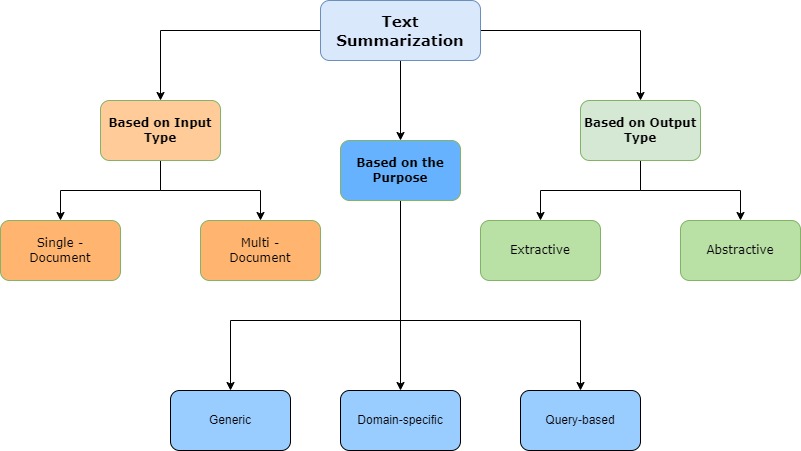 Text
Summarization
Based on Input
Type
Based on the
Purpose
Based on Output
Type
Single -
Document
Multi -
Document
Extractive
Abstractive
Generic
Domain-specific
Query-based